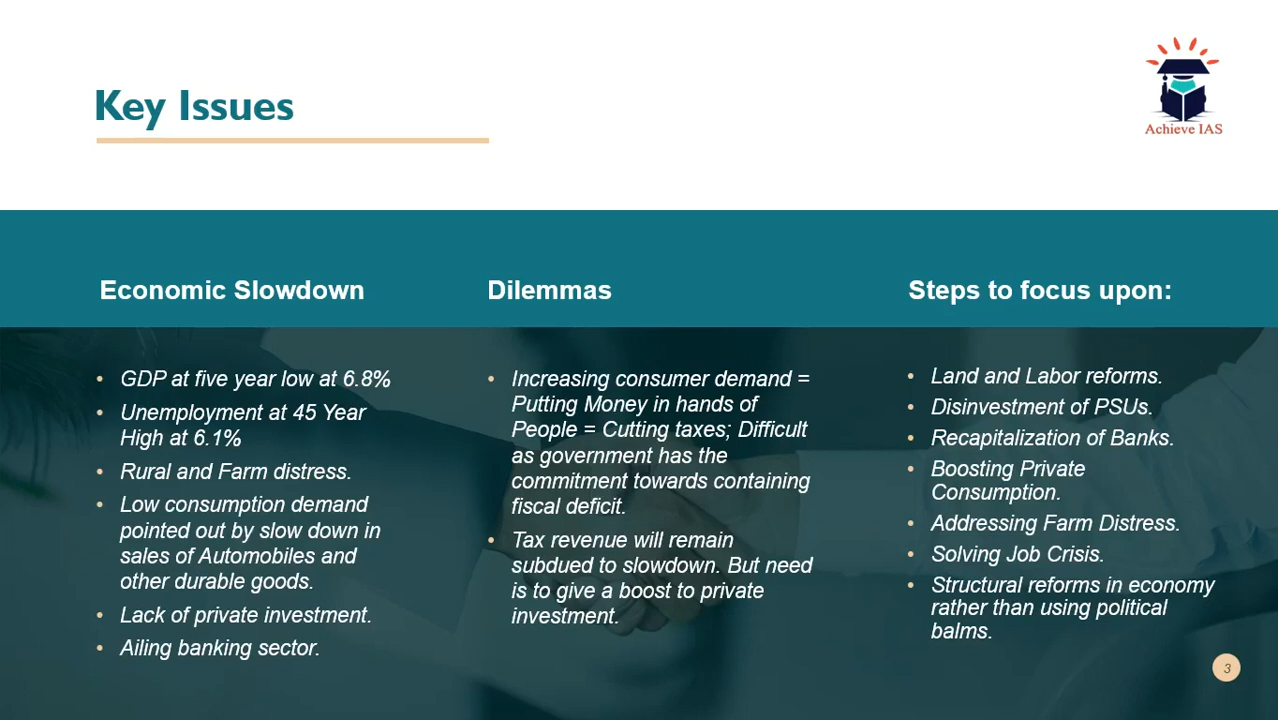 Key Issues
Achieve IAS
Economic Slowdown
• GDP at five year low at 6.8%
• Unemployment at 45 Year
High at 6.1%
• Rural and Farm distress.
• Low consumption demand
pointed out by slow down in
sales of Automobiles and
other durable goods.
• Lack of private investment.
• Ailing banking sector.
Dilemmas
• Increasing consumer demand =
Putting Money in hands of
People = Cutting taxes; Difficult
as government has the
commitment towards containing
fiscal deficit.
• Tax revenue will remain
subdued to slowdown. But need
is to give a boost to private
investment.
Steps to focus upon:
• Land and Labor reforms.
• Disinvestment of PSUs.
• Recapitalization of Banks.
• Boosting Private
Consumption.
• Addressing Farm Distress.
• Solving Job Crisis.
• Structural reforms in economy
rather than using political
balms.
3